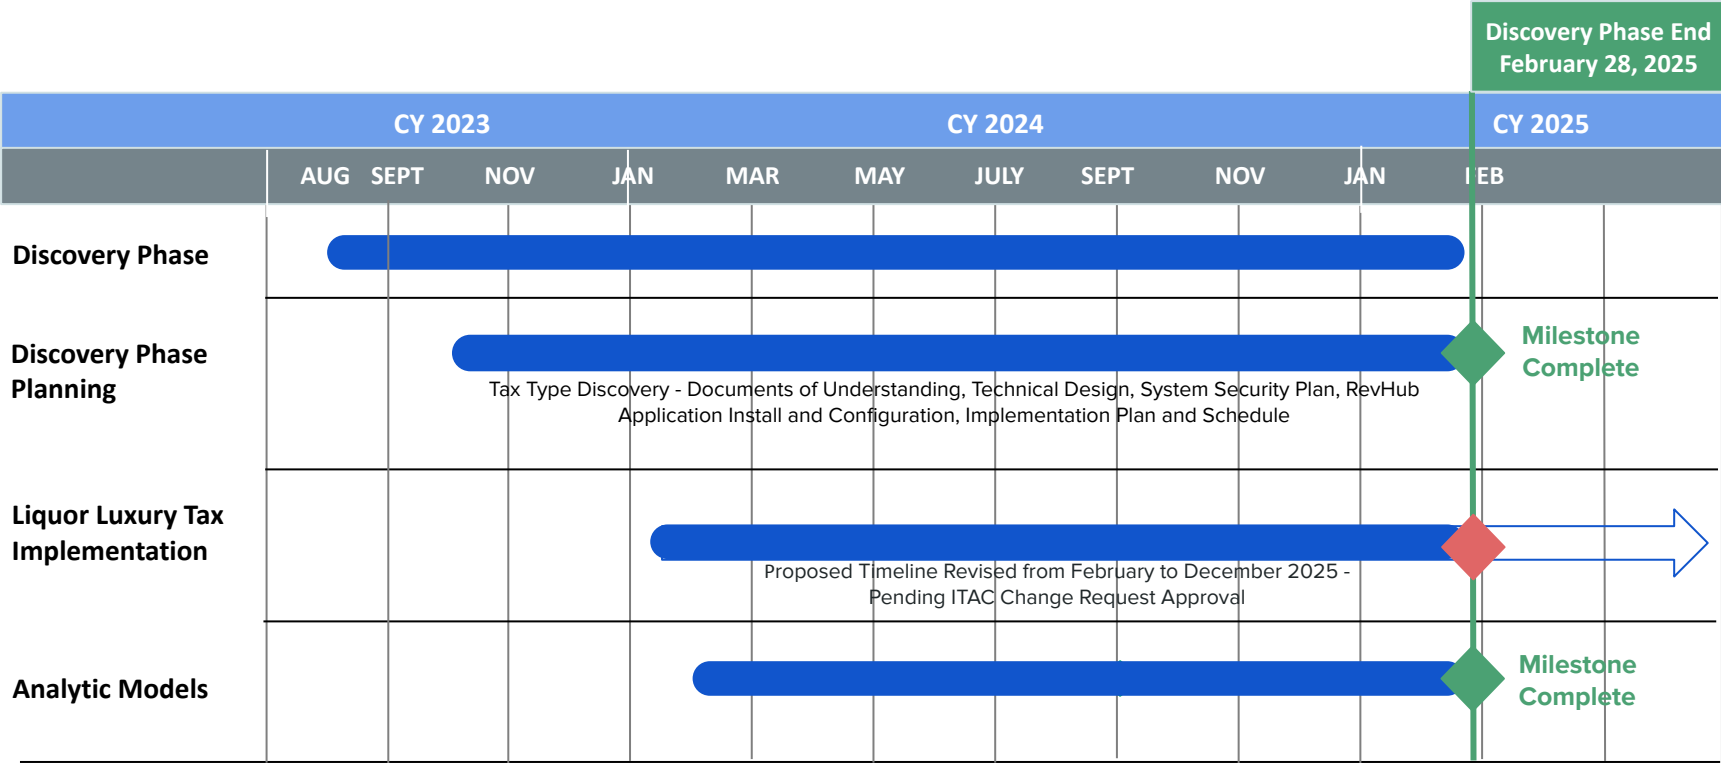 Discovery Phase End
February 28, 2025
CY 2023 CY 2024 CY 2025
AUG SEPT NOV JAN MAR MAY JULY SEPT NOV JAN FEB
Discovery Phase
Discovery Phase
Planning
Milestone
Complete
Tax Type Discovery - Documents of Understanding, Technical Design, System Security Plan, RevHub
Application Install and Configuration, Implementation Plan and Schedule
Liquor Luxury Tax
Implementation
Proposed Timeline Revised from February to December 2025 -
Pending ITAC Change Request Approval
Analytic Models
Milestone
Complete